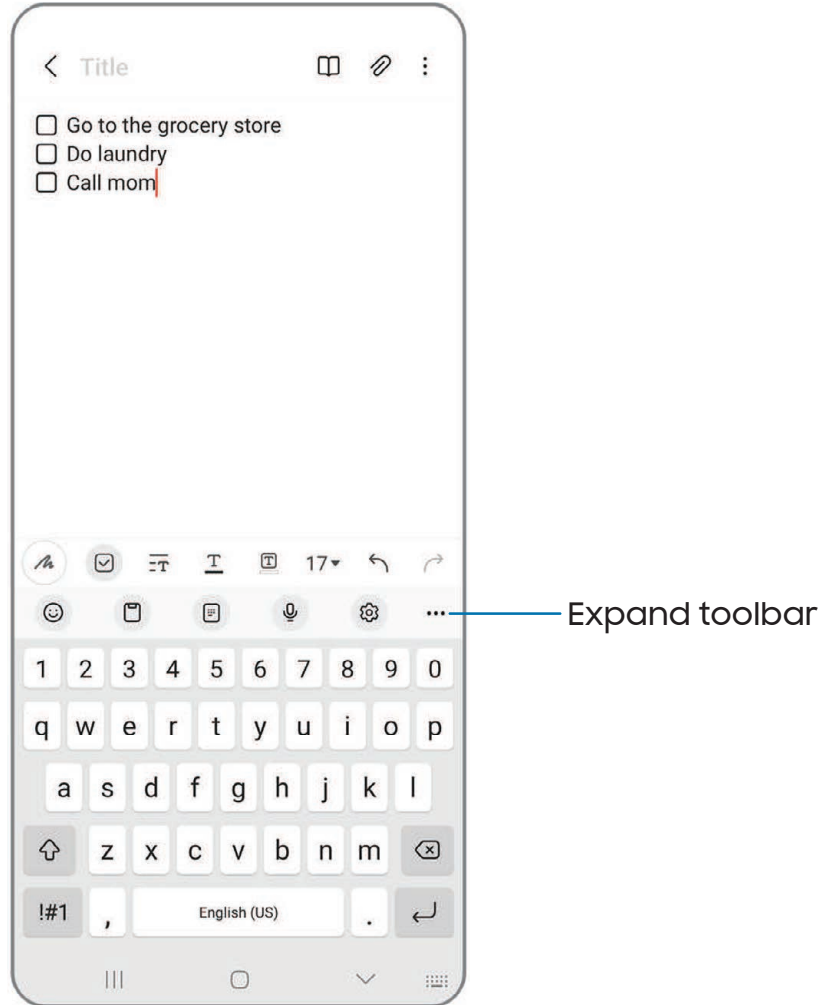 Title
Go to the grocery store
Do laundry
Call mom
T T T 17
Expand toolbar
1 2 3 4 5 6 7 8 9 0
q w e r t y u i o p
a s d f g h j k l
z x c v b n m
!#1 , English (US) .